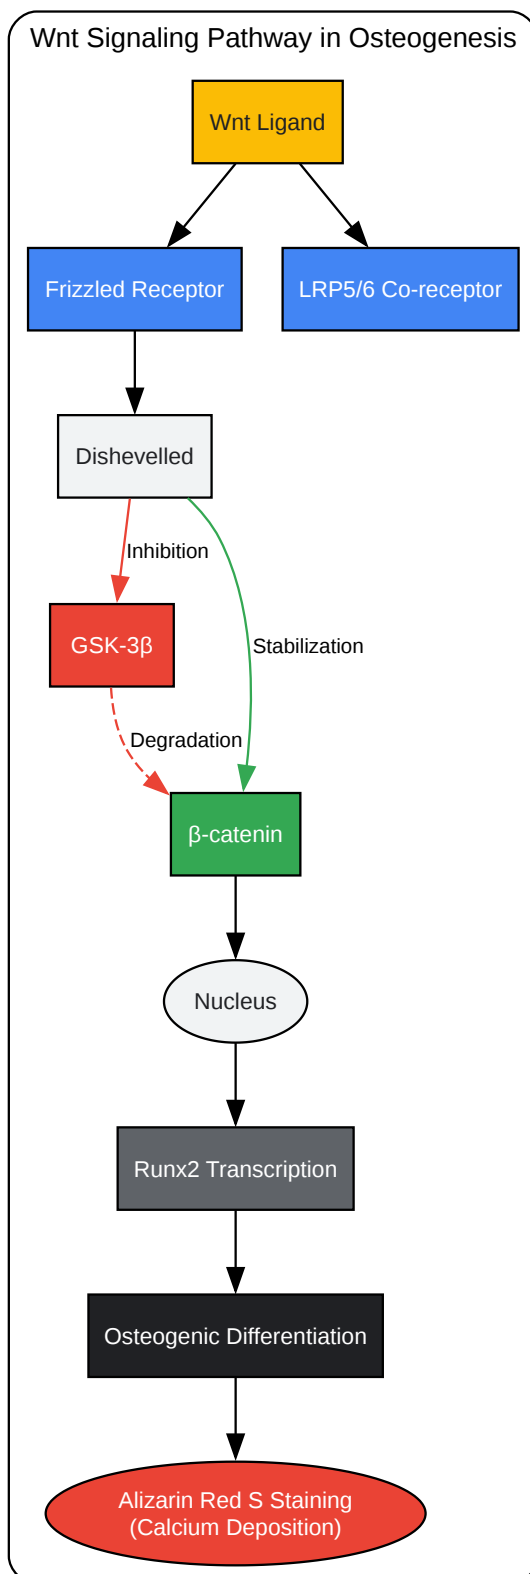 Wnt Signaling Pathway in Osteogenesis
Wnt Ligand
Frizzled Receptor
LRP5/6 Co-receptor
Dishevelled
Inhibition
GSK-3β
Stabilization
Degradation
β-catenin
Nucleus
Runx2 Transcription
Osteogenic Differentiation
Alizarin Red S Staining
(Calcium Deposition)